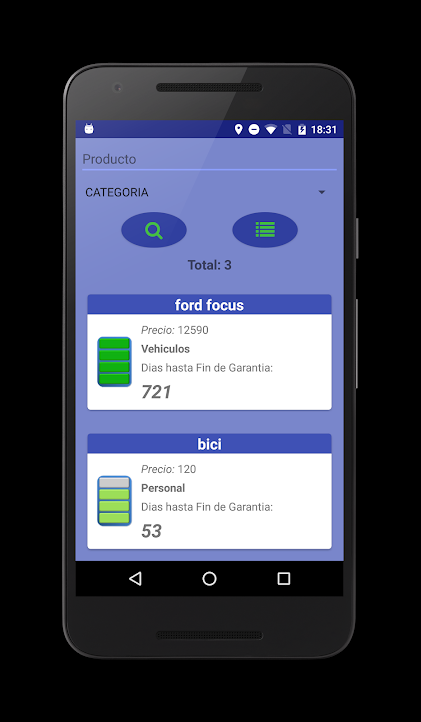 18:31
Producto
CATEGORIA
Total: 3
ford focus
Precio: 12590
Vehiculos
Dias hasta Fin de Garantia:
721
bici
Precio: 120
Personal
Dias hasta Fin de Garantia:
53